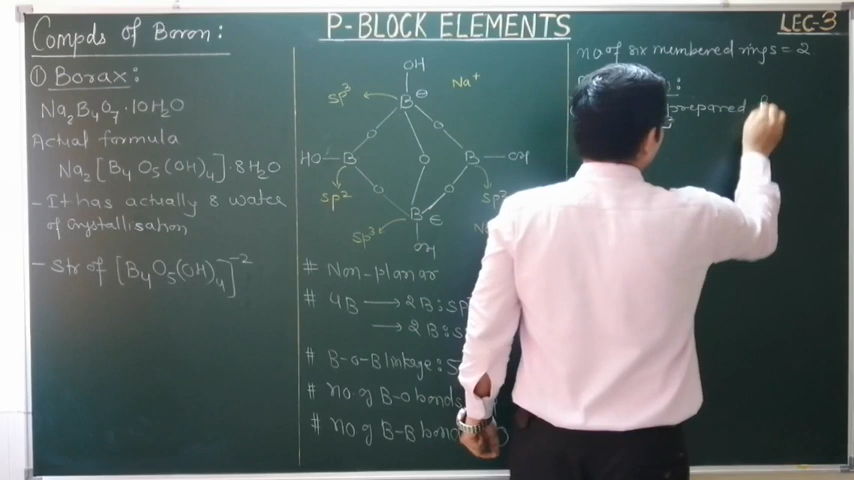 P-BLOCK ELEMENTS
LEC-3
Compds of Boron:
① Borax:
Na₂B₄O₇·10H₂O
Actual formula
Na₂[B₄O₅(OH)₄]·8H₂O
- It has actually 8 water
of crystallisation
- Str of [B₄O₅(OH)₄]⁻²
OH
sp³ B⊖ Na⁺
O O
HO B O B OH
sp² O O sp²
sp³ B⊖
OH
# Non-planar
# 4B → 2B: sp
→ 2B: s
# B-O-B linkage: 5
# no of B-O bonds
# no of B-B bond
no of six membered rings = 2
prepared